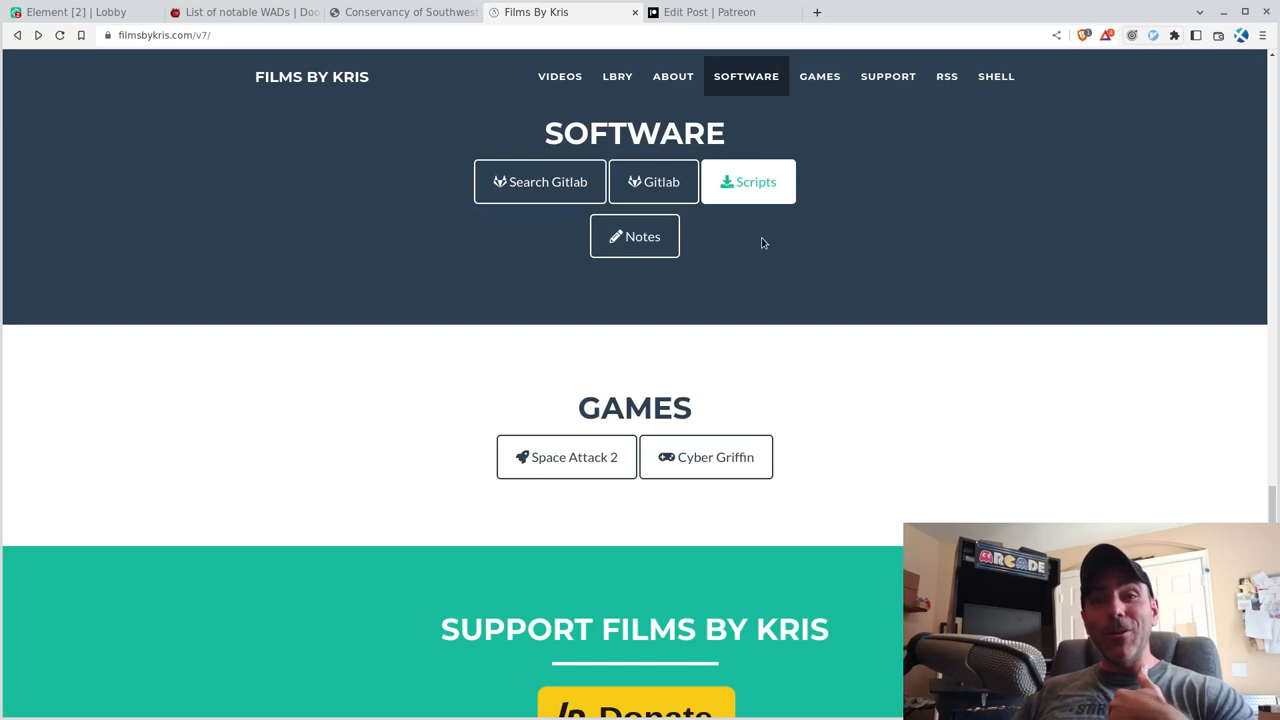 Element [2] | Lobby
List of notable WADs | Doo
Conservancy of Southwes
Films By Kris
Edit Post | Patreon
filmsbykris.com/v7/
FILMS BY KRIS
VIDEOS
LBRY
ABOUT
SOFTWARE
GAMES
SUPPORT
RSS
SHELL
SOFTWARE
Search Gitlab
Gitlab
Scripts
Notes
GAMES
Space Attack 2
Cyber Griffin
SUPPORT FILMS BY KRIS
Donate
ARCADE